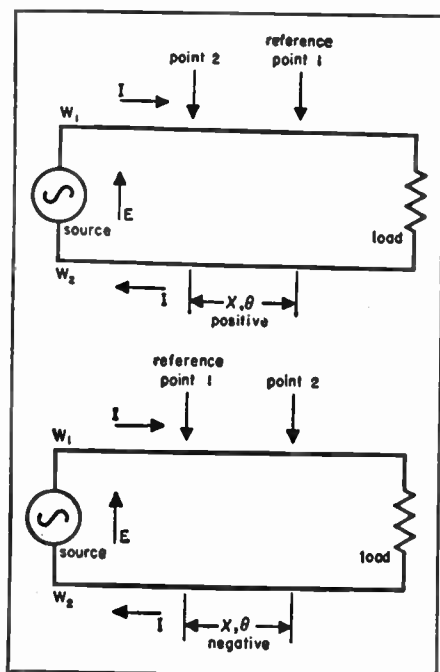 reference
point 2
point 1
I
W₁
source
E
load
W₂
I
X,θ
positive
reference
point 1
point 2
I
W₁
source
E
load
W₂
I
X,θ
negative